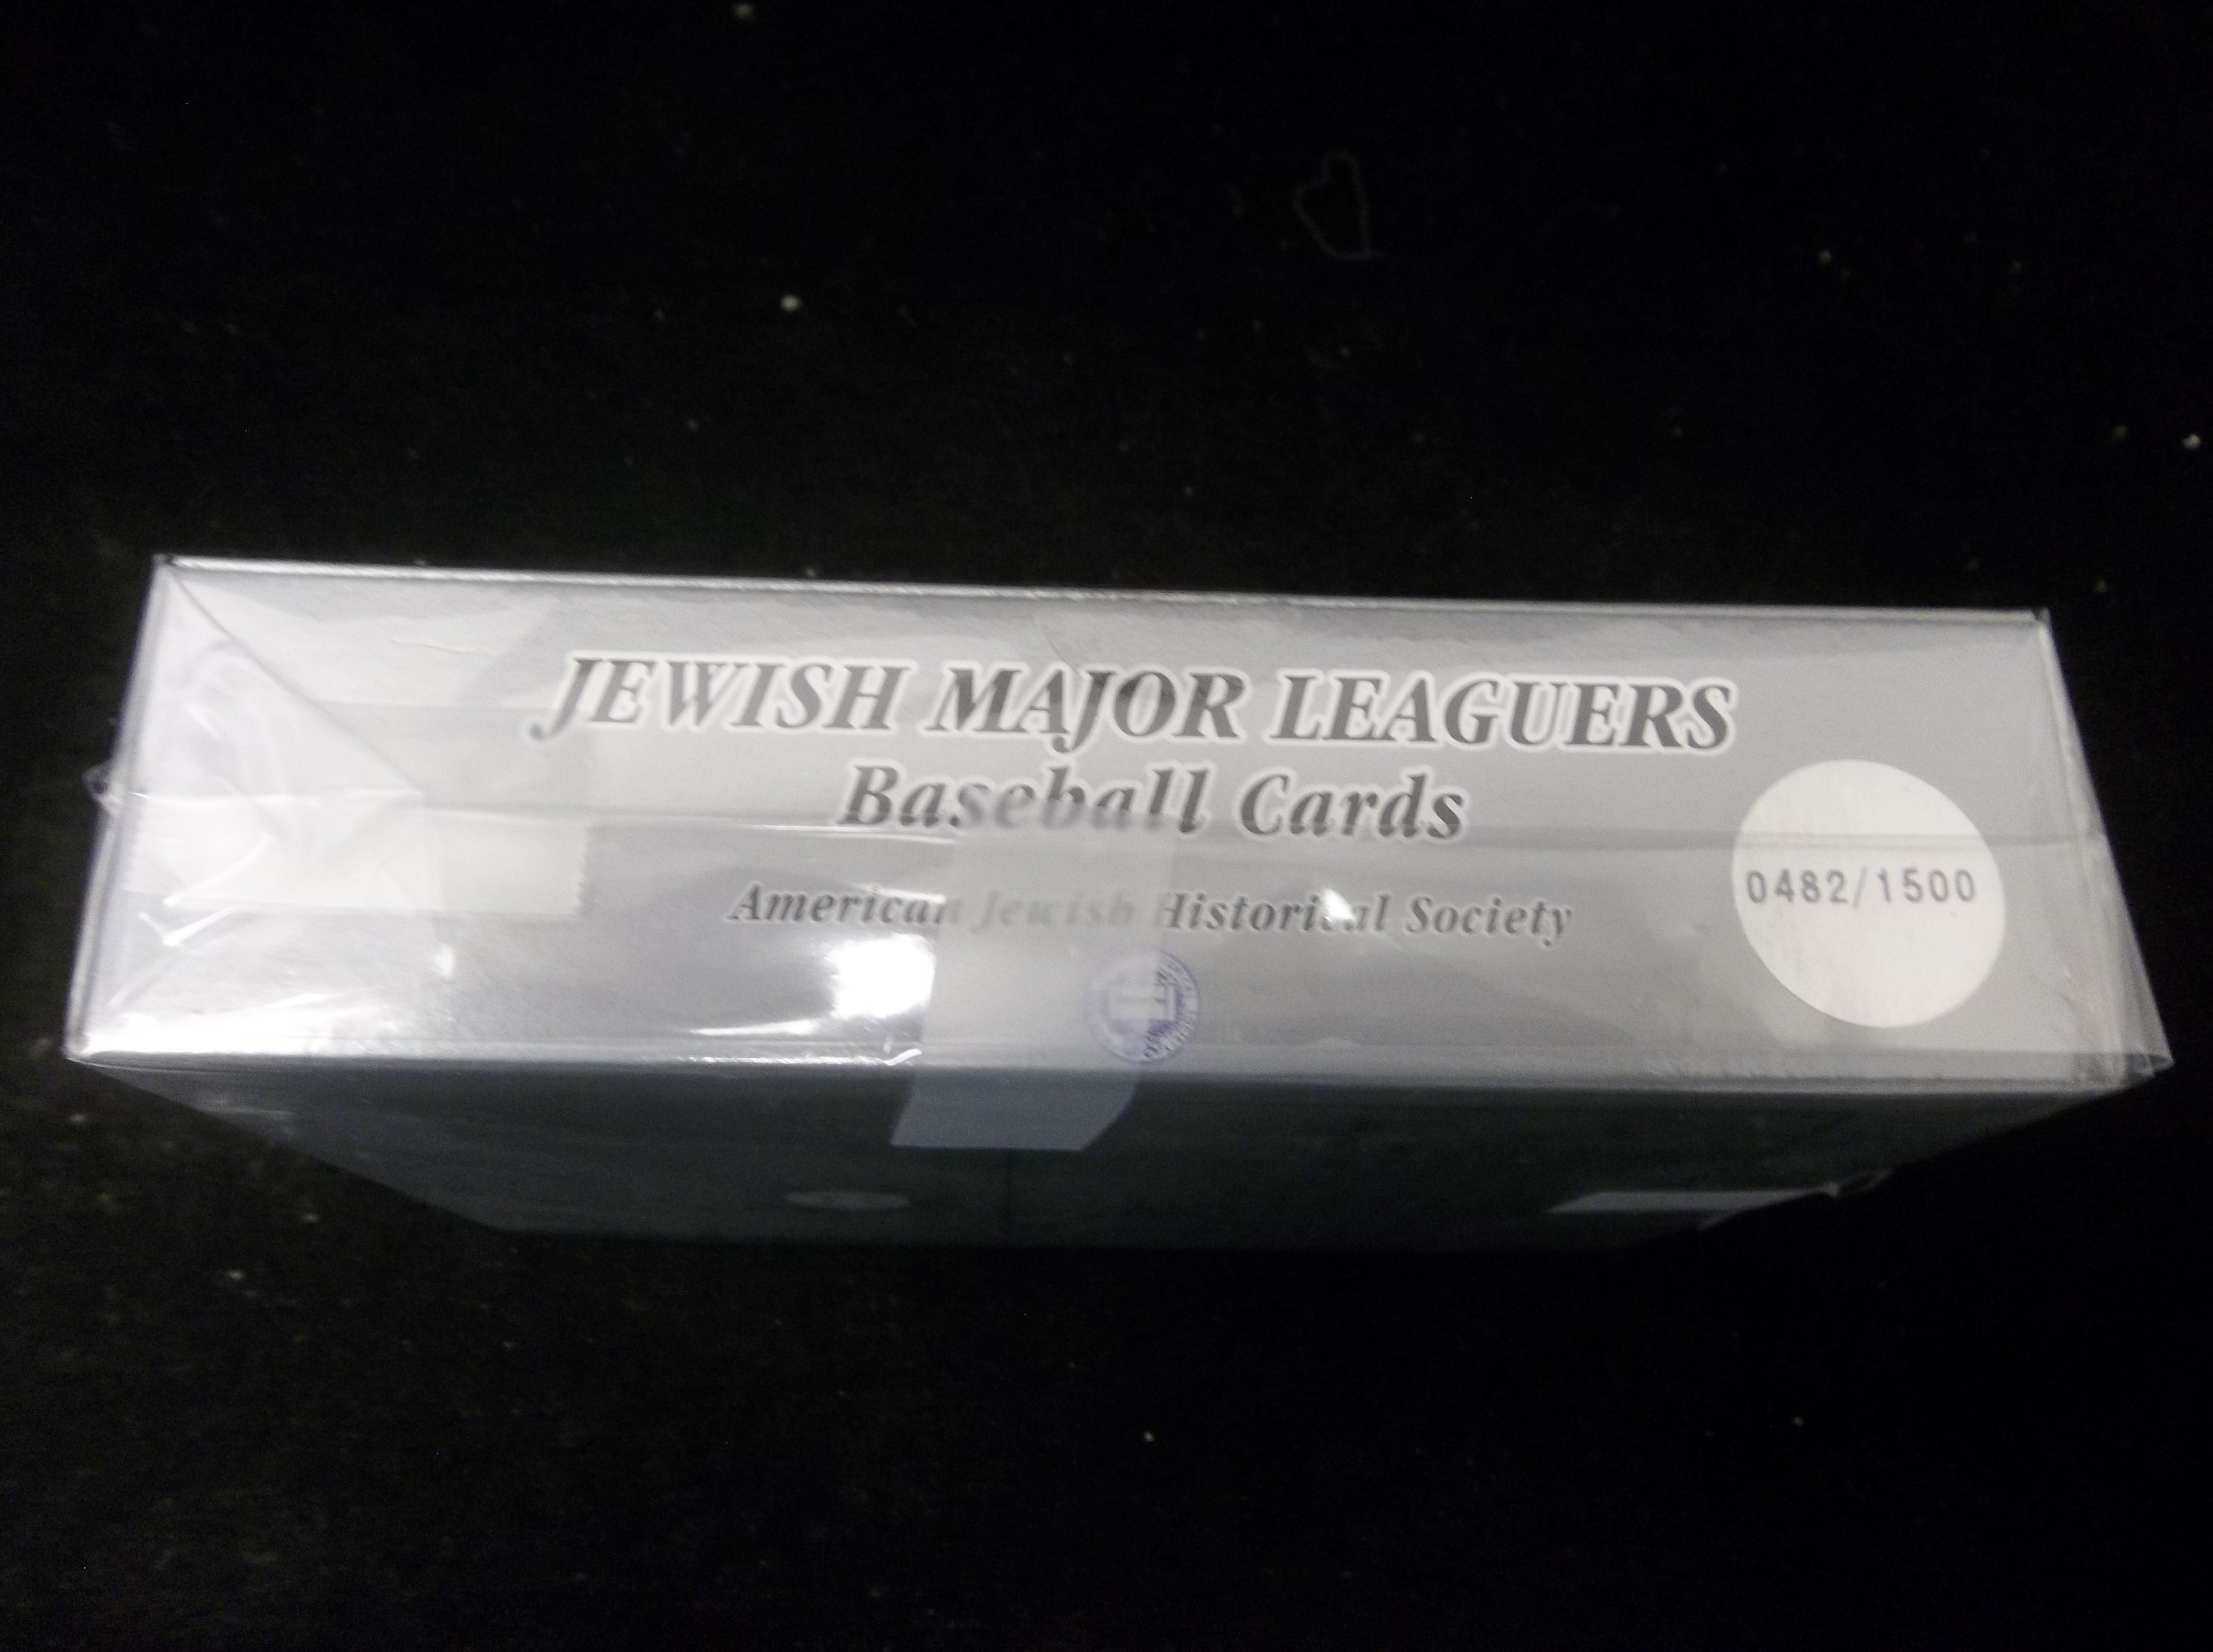 JEWISH MAJOR LEAGUERS
Baseball Cards
American Jewish Historical Society
0482/1500